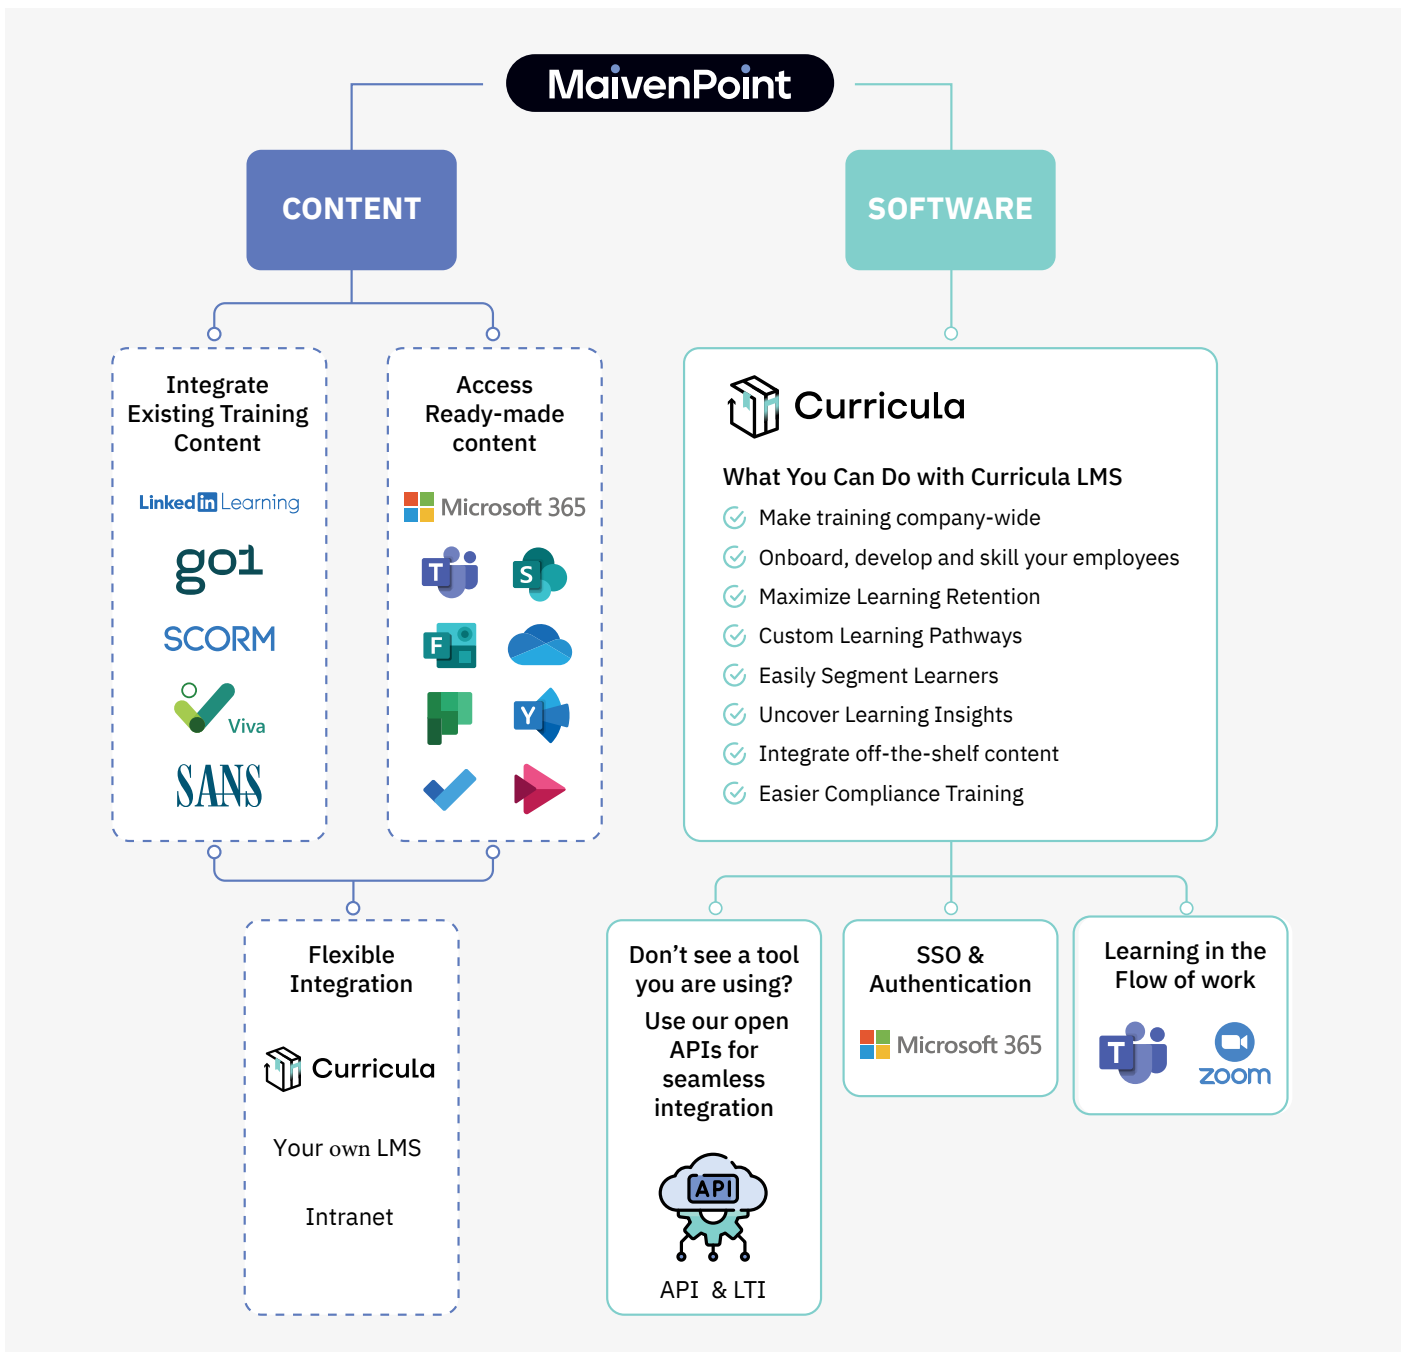 MaivenPoint
CONTENT
SOFTWARE
Integrate
Existing Training
Content
Linked in Learning
go1
SCORM
Viva
SANS
Access
Ready-made
content
Microsoft 365
T
S
F
Y
Flexible
Integration
Curricula
Your own LMS
Intranet
Curricula
What You Can Do with Curricula LMS
Make training company-wide
Onboard, develop and skill your employees
Maximize Learning Retention
Custom Learning Pathways
Easily Segment Learners
Uncover Learning Insights
Integrate off-the-shelf content
Easier Compliance Training
Don’t see a tool
you are using?
Use our open
APIs for
seamless
integration
API
API & LTI
SSO &
Authentication
Microsoft 365
Learning in the
Flow of work
T
zoom